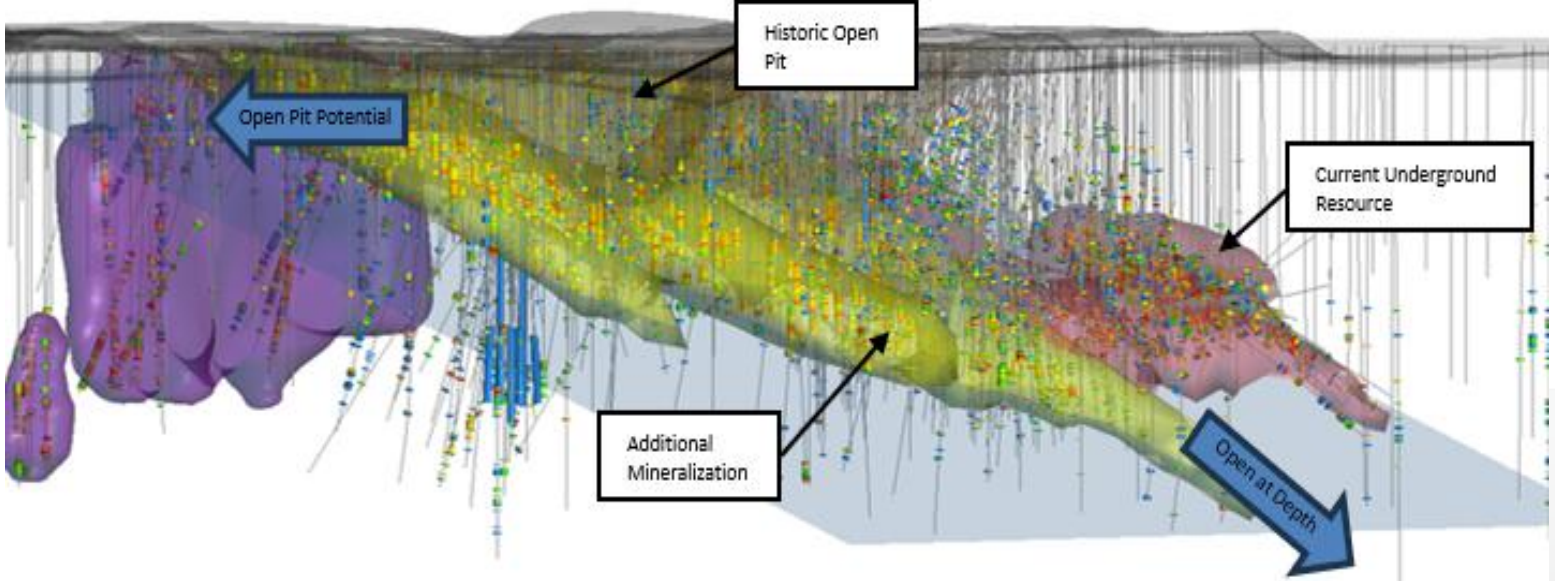 Historic Open
Pit
Open Pit Potential
Current Underground
Resource
Additional
Mineralization
Open at Depth